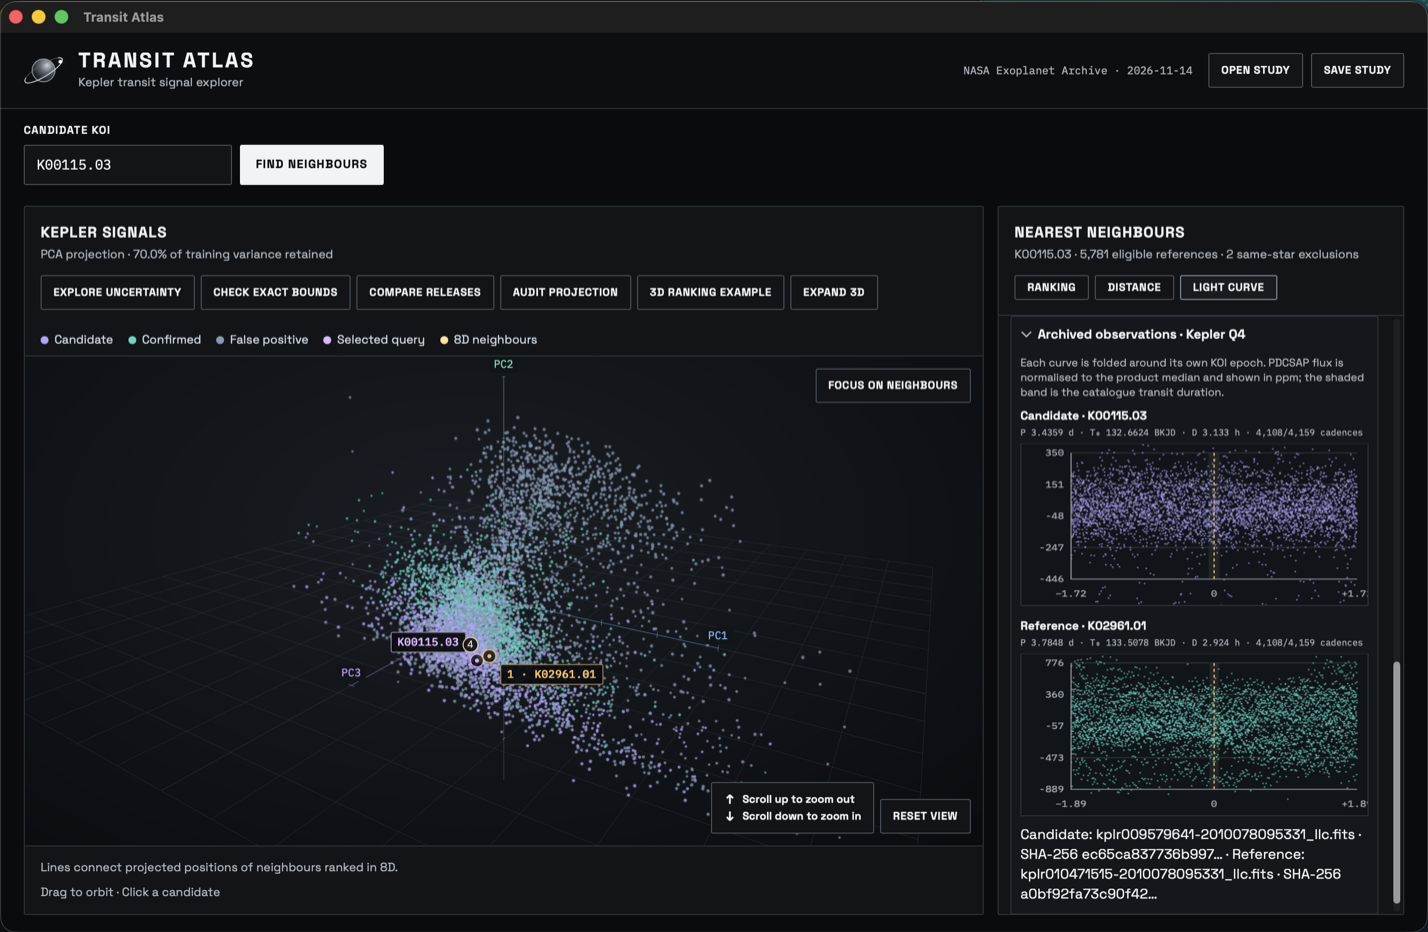 Transit Atlas
TRANSIT ATLAS
Kepler transit signal explorer
NASA Exoplanet Archive · 2026-11-14
OPEN STUDY
SAVE STUDY
CANDIDATE KOI
K00115.03
FIND NEIGHBOURS
KEPLER SIGNALS
PCA projection · 70.0% of training variance retained
EXPLORE UNCERTAINTY
CHECK EXACT BOUNDS
COMPARE RELEASES
AUDIT PROJECTION
3D RANKING EXAMPLE
EXPAND 3D
Candidate
Confirmed
False positive
Selected query
8D neighbours
PC2
FOCUS ON NEIGHBOURS
PC1
K00115.03
4
1 · K02961.01
PC3
↑ Scroll up to zoom out
↓ Scroll down to zoom in
RESET VIEW
Lines connect projected positions of neighbours ranked in 8D.
Drag to orbit · Click a candidate
NEAREST NEIGHBOURS
K00115.03 · 5,781 eligible references · 2 same-star exclusions
RANKING
DISTANCE
LIGHT CURVE
Archived observations · Kepler Q4
Each curve is folded around its own KOI epoch. PDCSAP flux is
normalised to the product median and shown in ppm; the shaded
band is the catalogue transit duration.
Candidate · K00115.03
P 3.4359 d · T₀ 132.6624 BKJD · D 3.133 h · 4,108/4,159 cadences
350
151
-48
-247
-446
−1.72
0
+1.7
Reference · K02961.01
P 3.7848 d · T₀ 133.5078 BKJD · D 2.924 h · 4,108/4,159 cadences
776
360
-57
-473
-889
−1.89
0
+1.8
Candidate: kplr009579641-2010078095331_llc.fits ·
SHA-256 ec65ca837736b997… · Reference:
kplr010471515-2010078095331_llc.fits · SHA-256
a0bf92fa73c90f42…